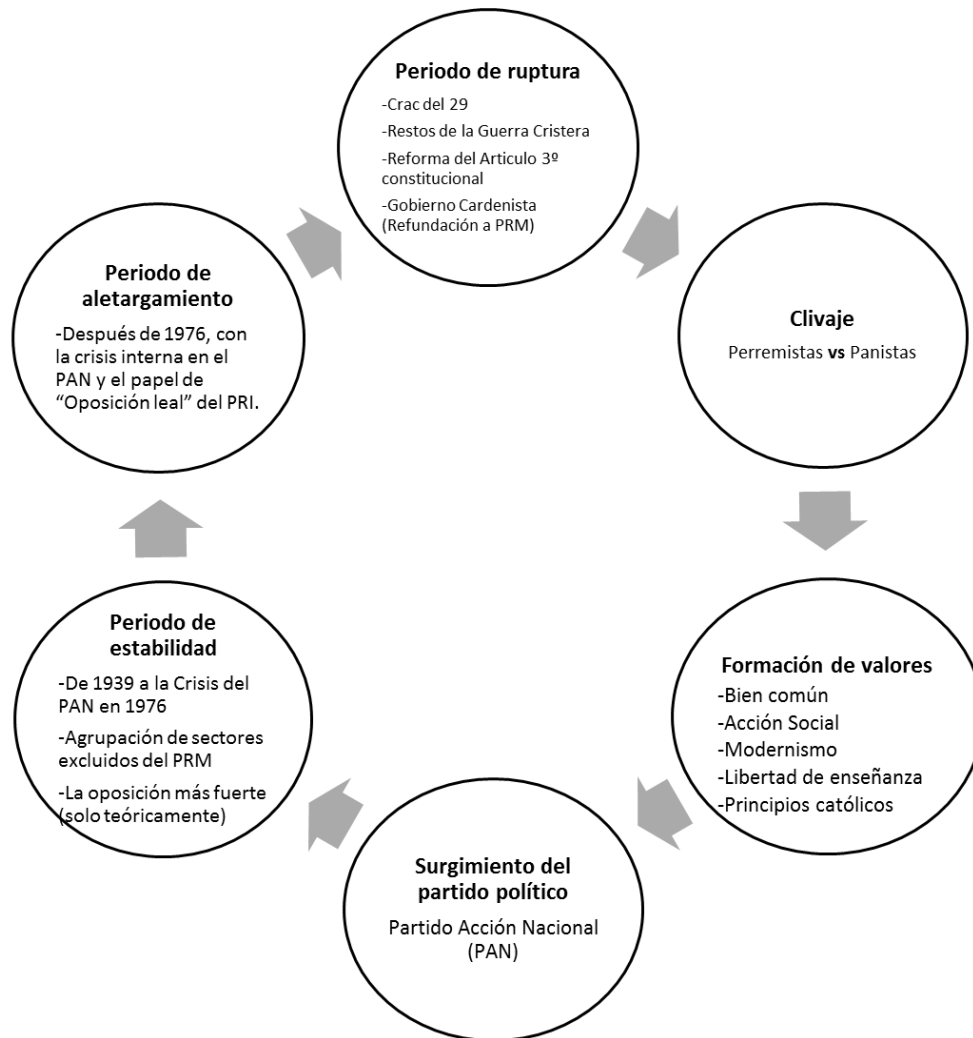 Periodo de ruptura
-Crac del 29
-Restos de la Guerra Cristera
-Reforma del Articulo 3º
constitucional
-Gobierno Cardenista
(Refundación a PRM)
Clivaje
Perremistas vs Panistas
Formación de valores
-Bien común
-Acción Social
-Modernismo
-Libertad de enseñanza
-Principios católicos
Surgimiento del
partido político
Partido Acción Nacional
(PAN)
Periodo de
estabilidad
-De 1939 a la Crisis del
PAN en 1976
-Agrupación de sectores
excluidos del PRM
-La oposición más fuerte
(solo teóricamente)
Periodo de
aletargamiento
-Después de 1976, con
la crisis interna en el
PAN y el papel de
“Oposición leal” del PRI.